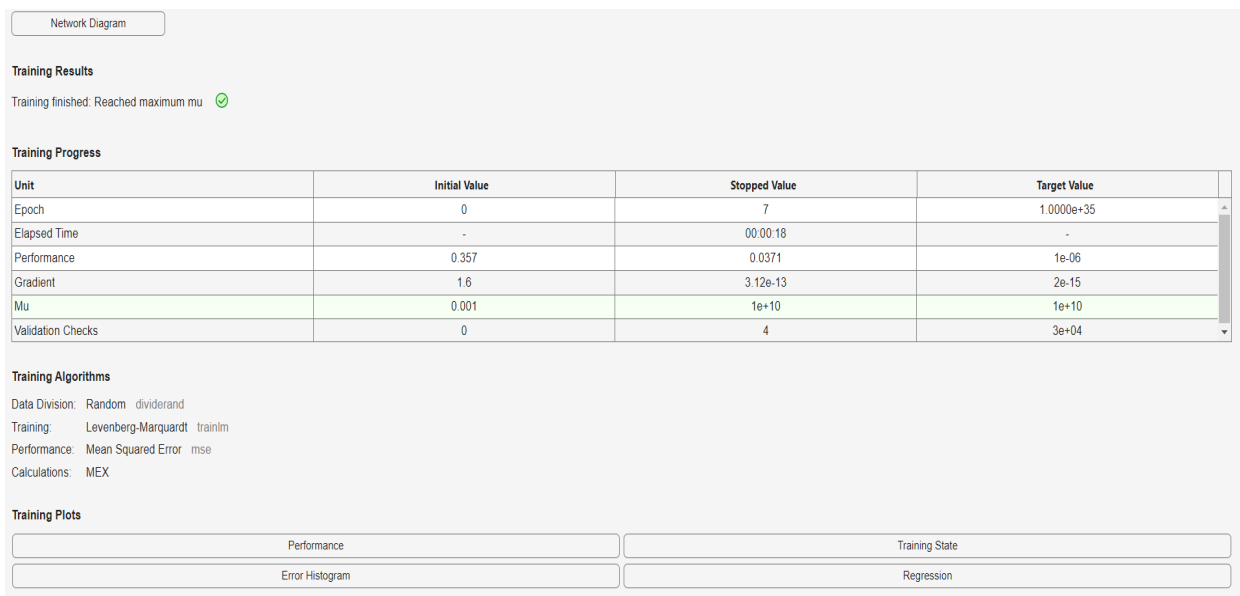 Network Diagram
Training Results
Training finished: Reached maximum mu
Training Progress
Unit Initial Value Stopped Value Target Value
Epoch 0 7 1.0000e+35
Elapsed Time - 00:00:18 -
Performance 0.357 0.0371 1e-06
Gradient 1.6 3.12e-13 2e-15
Mu 0.001 1e+10 1e+10
Validation Checks 0 4 3e+04
Training Algorithms
Data Division: Random dividerand
Training: Levenberg-Marquardt trainlm
Performance: Mean Squared Error mse
Calculations: MEX
Training Plots
Performance Training State
Error Histogram Regression